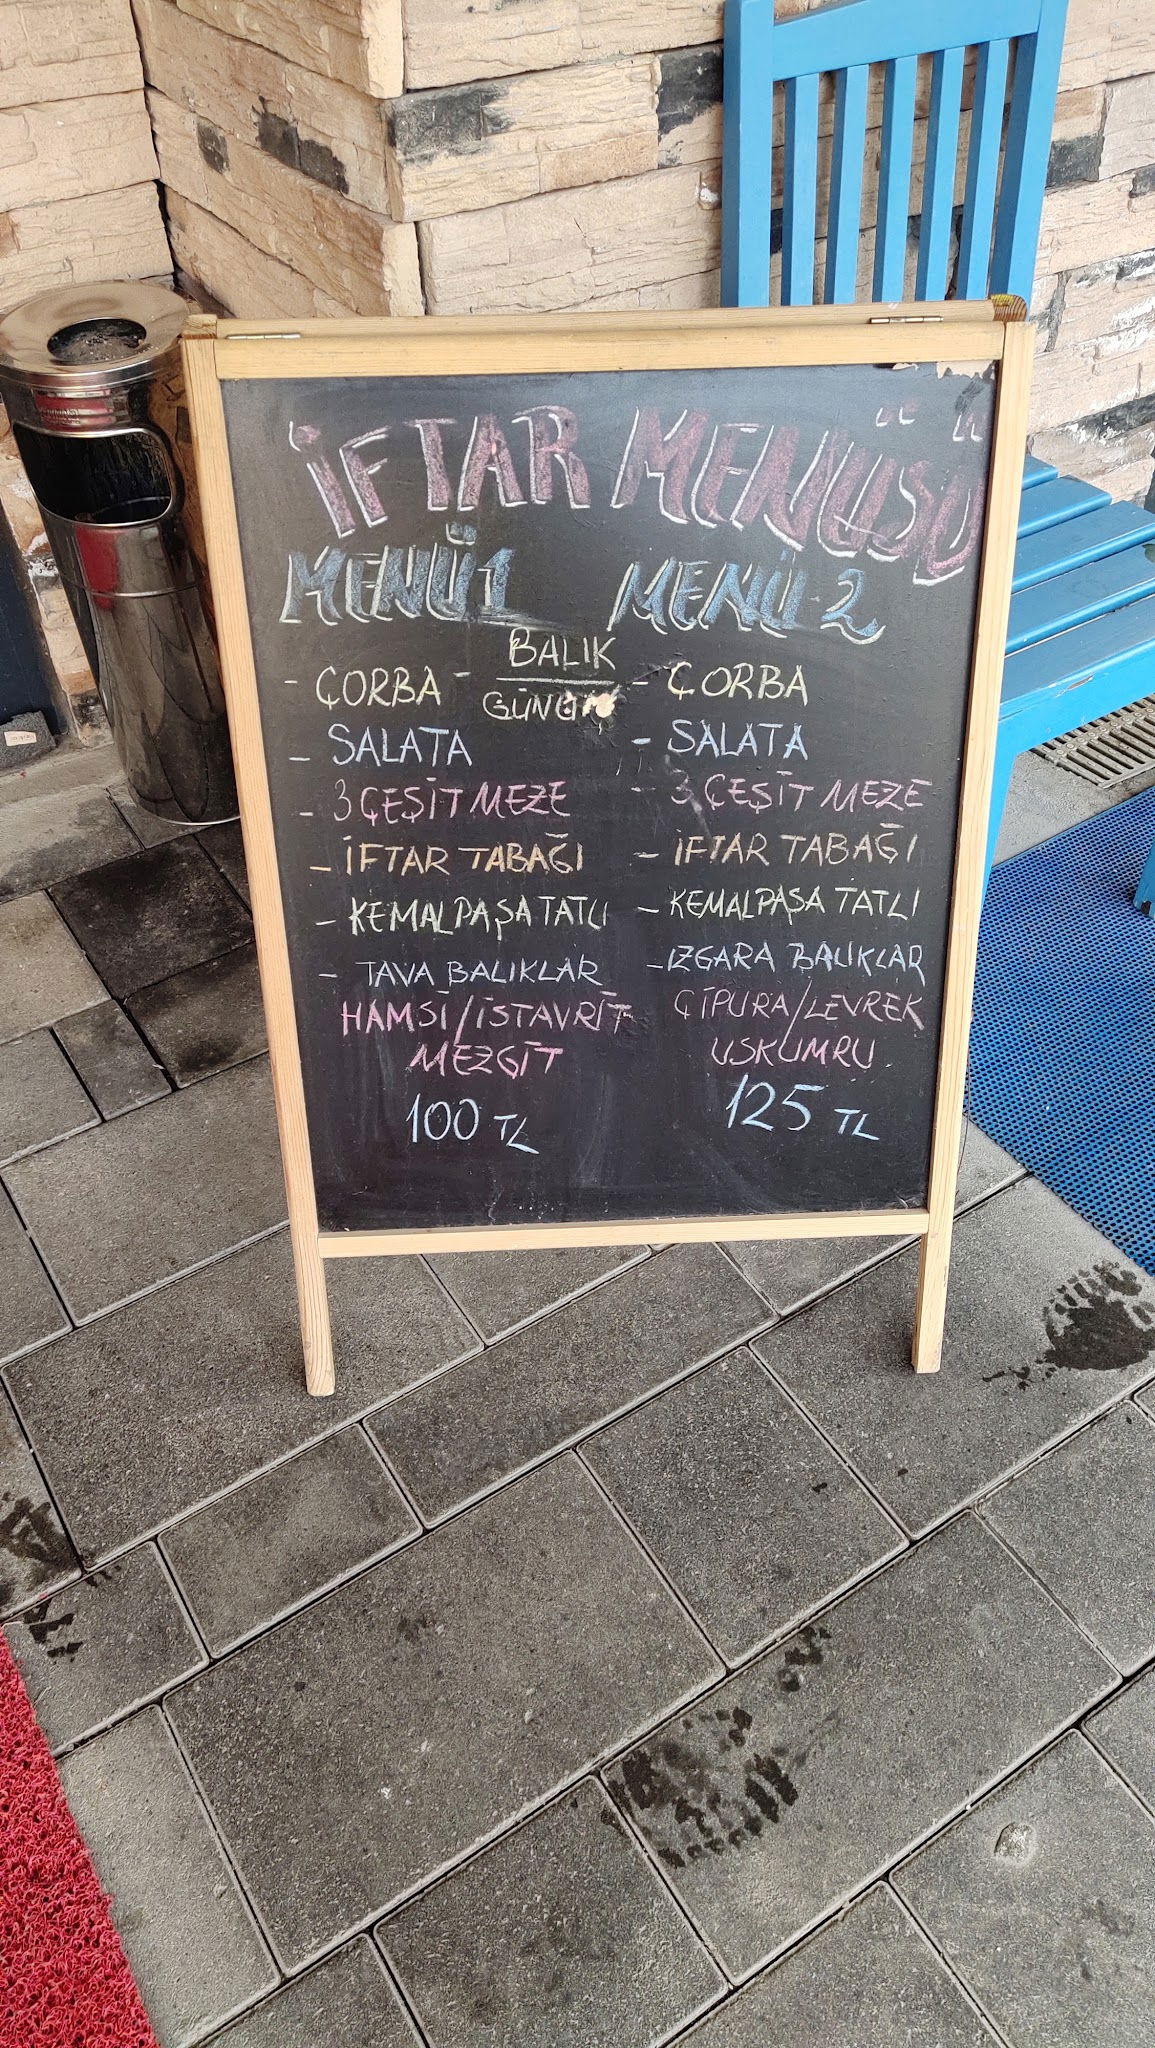 İFTAR MENÜSÜ
MENÜ 1
- ÇORBA - BALIK
- SALATA
- 3 ÇEŞİT MEZE
- İFTAR TABAĞI
- KEMALPAŞA TATLI
- TAVA BALIKLAR
HAMSİ/İSTAVRİT
MEZGİT
100 TL
MENÜ 2
- ÇORBA
- SALATA
- 3 ÇEŞİT MEZE
- İFTAR TABAĞI
- KEMALPAŞA TATLI
- IZGARA BALIKLAR
ÇİPURA/LEVREK
USKUMRU
125 TL